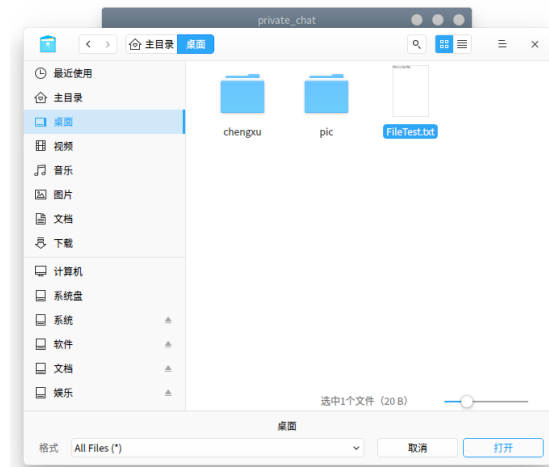 private_chat
主目录 桌面
最近使用
主目录
桌面
视频
音乐
图片
文档
下载
计算机
系统盘
系统
软件
文档
娱乐
chengxu pic FileTest.txt
选中1个文件（20 B）
桌面
格式 All Files (*) 取消 打开